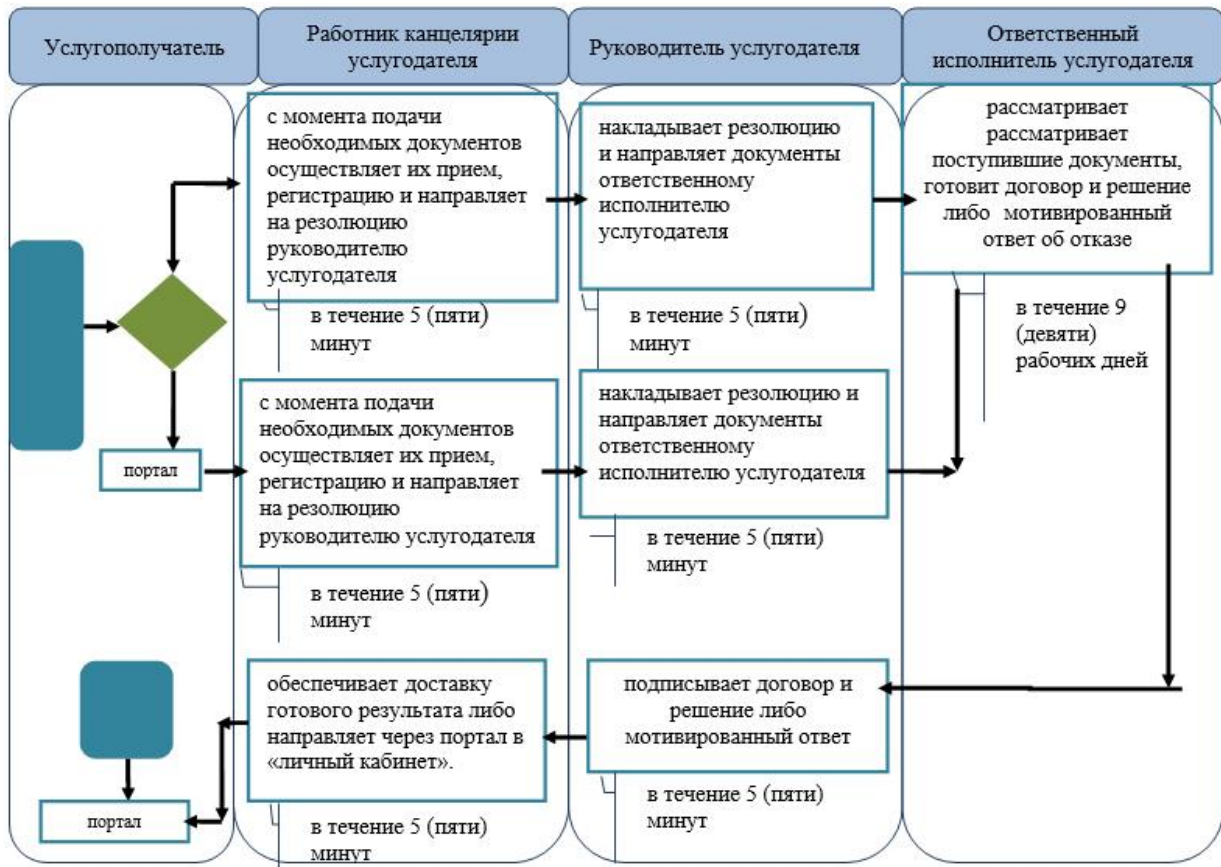 Услугополучатель
Работник канцелярии
услугодателя
Руководитель услугодателя
Ответственный
исполнитель услугодателя
с момента подачи
необходимых документов
осуществляет их прием,
регистрацию и направляет
на резолюцию
руководителю
услугодателя
накладывает резолюцию
и направляет документы
ответственному
исполнителю
услугодателя
рассматривает
рассматривает
поступившие документы,
готовит договор и решение
либо мотивированный
ответ об отказе
в течение 5 (пяти)
минут
в течение 5 (пяти)
минут
в течение 9
(девяти)
рабочих дней
портал
с момента подачи
необходимых документов
осуществляет их прием,
регистрацию и направляет
на резолюцию
руководителю услугодателя
накладывает резолюцию и
направляет документы
ответственному
исполнителю услугодателя
в течение 5 (пяти)
минут
в течение 5 (пяти)
минут
обеспечивает доставку
готового результата либо
направляет через портал в
«личный кабинет».
подписывает договор и
решение либо
мотивированный ответ
портал
в течение 5 (пяти)
минут
в течение 5 (пяти)
минут